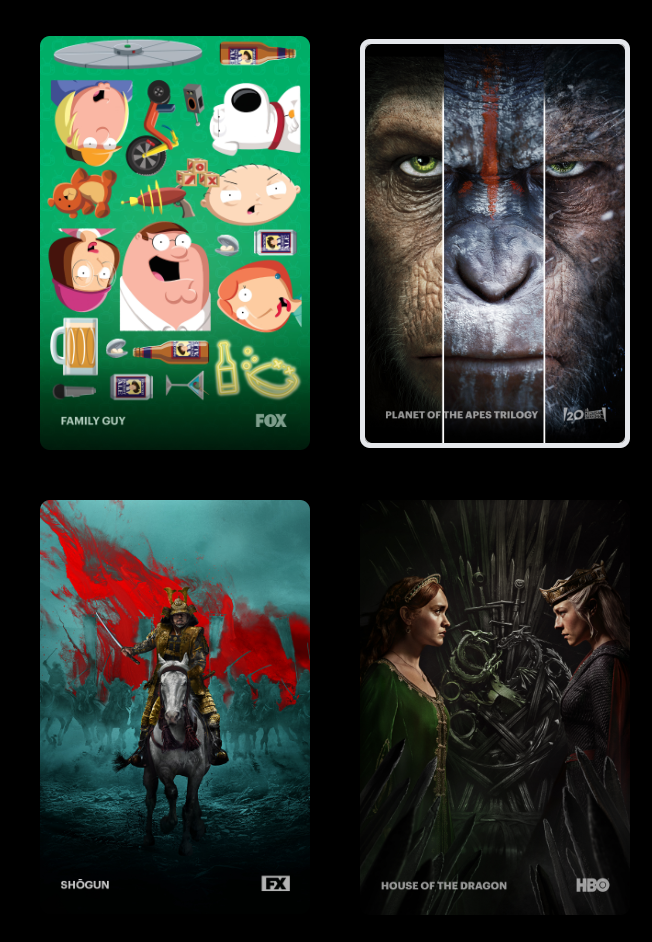 FAMILY GUY
FOX
PLANET OF THE APES TRILOGY
20
SHŌGUN
FX
HOUSE OF THE DRAGON
HBO